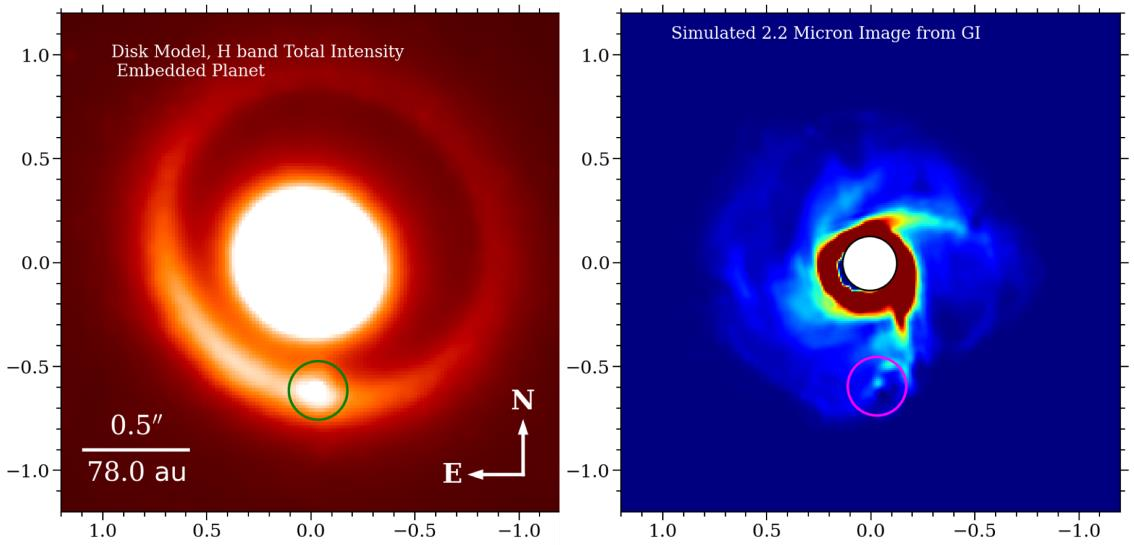 Disk Model, H band Total Intensity
Embedded Planet
1.0
0.5
0.0
−0.5
−1.0
0.5″
78.0 au
N
E
1.0 0.5 0.0 −0.5 −1.0
Simulated 2.2 Micron Image from GI
1.0
0.5
0.0
−0.5
−1.0
1.0 0.5 0.0 −0.5 −1.0